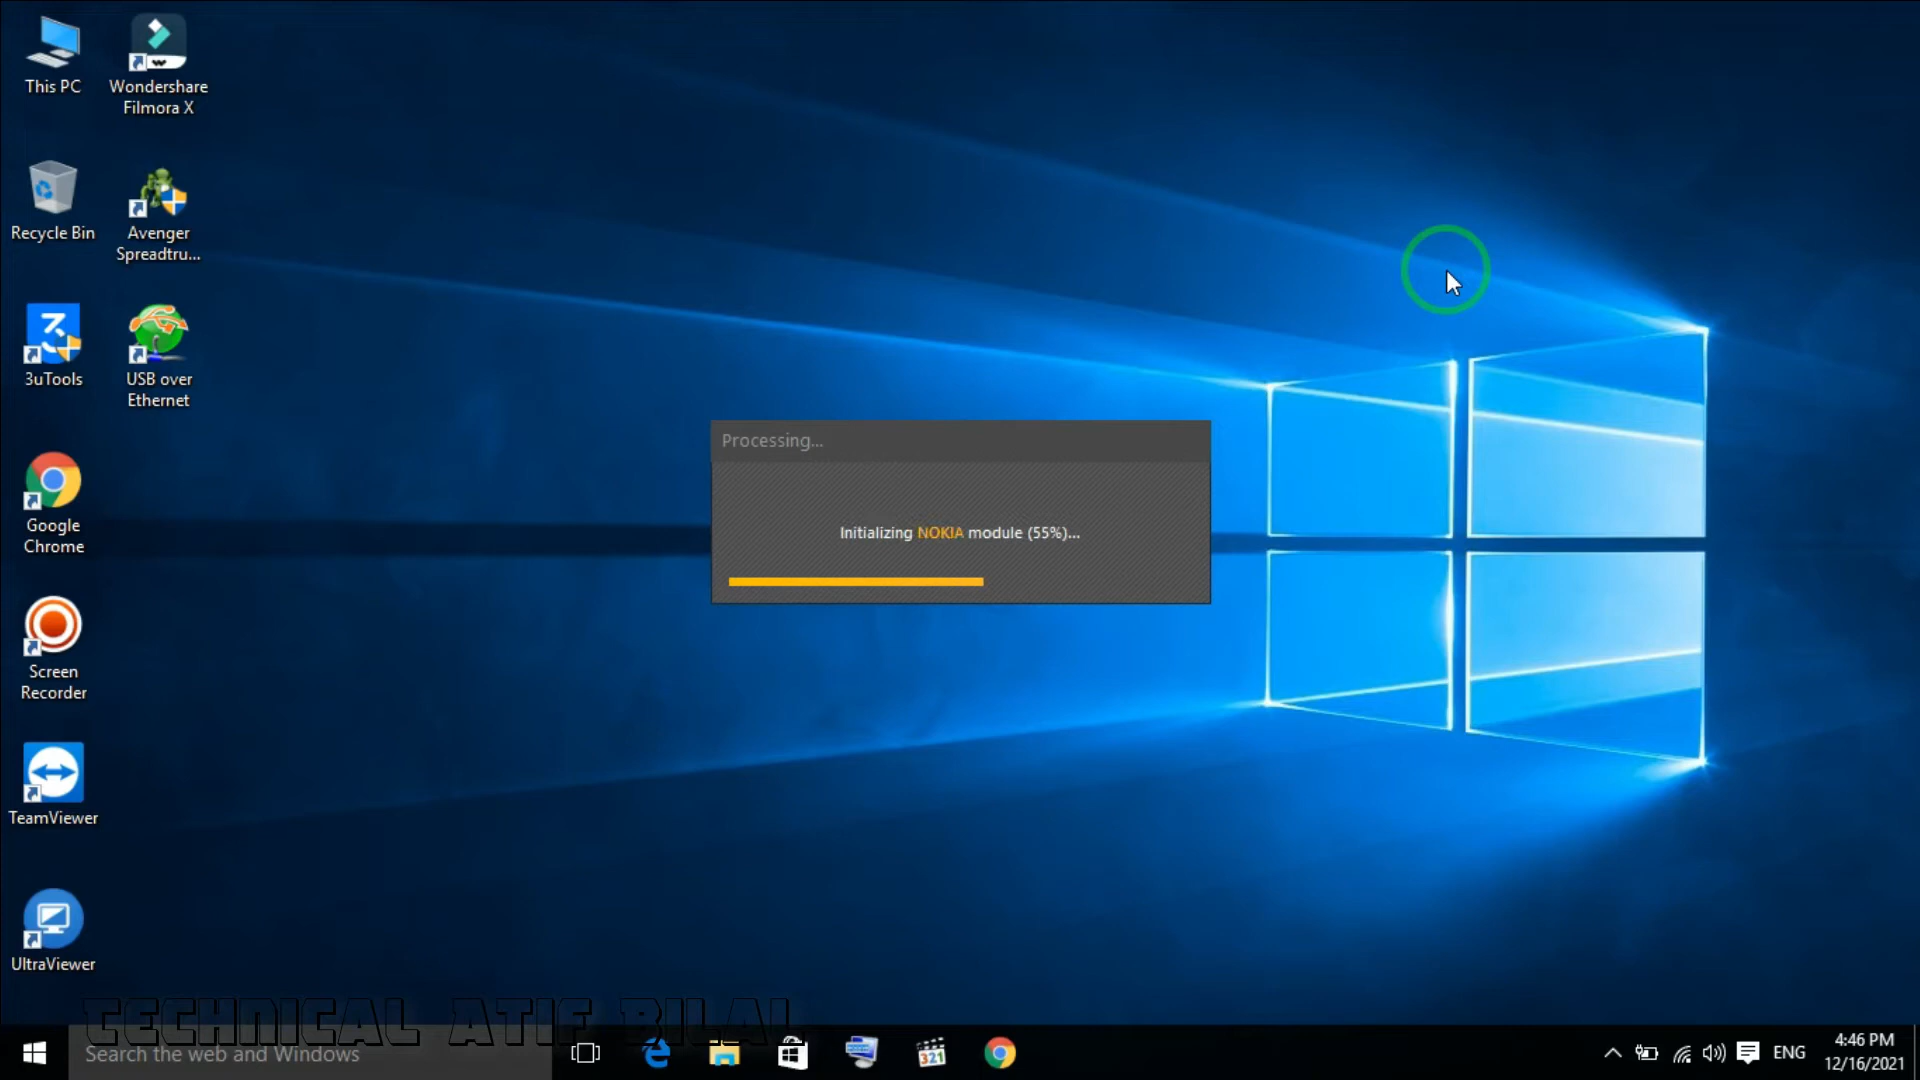 This PC
Wondershare
Filmora X
Recycle Bin
Avenger
Spreadtru...
3uTools
USB over
Ethernet
Google
Chrome
Screen
Recorder
TeamViewer
UltraViewer
Processing...
Initializing NOKIA module (55%)...
TECHNICAL ATIF BILAL
Search the web and Windows
321
ENG
4:46 PM
12/16/2021